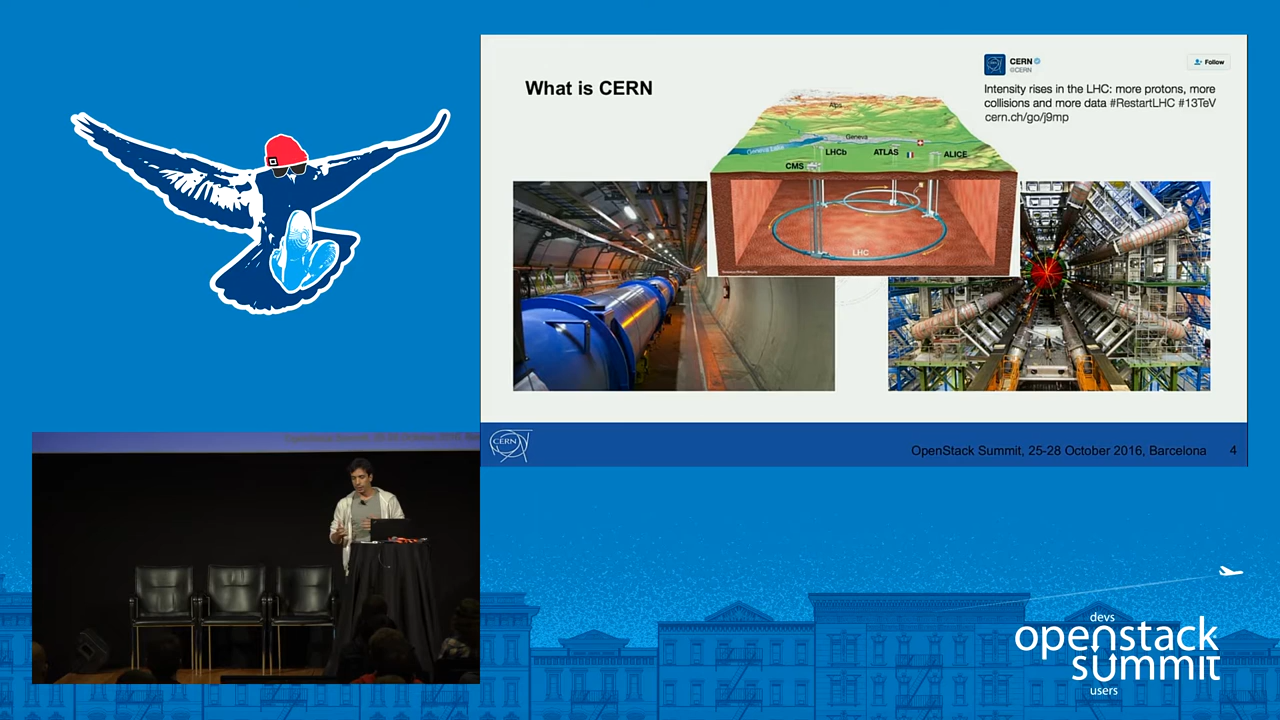 What is CERN
CERN
@CERN
Follow
Intensity rises in the LHC: more protons, more
collisions and more data #RestartLHC #13TeV
cern.ch/go/j9mp
Alps
Geneva
Geneva
CMS
LHCb
ATLAS
ALICE
LHC
CERN
OpenStack Summit, 25-28 October 2016, Barcelona
4
devs
openstack
summit
users